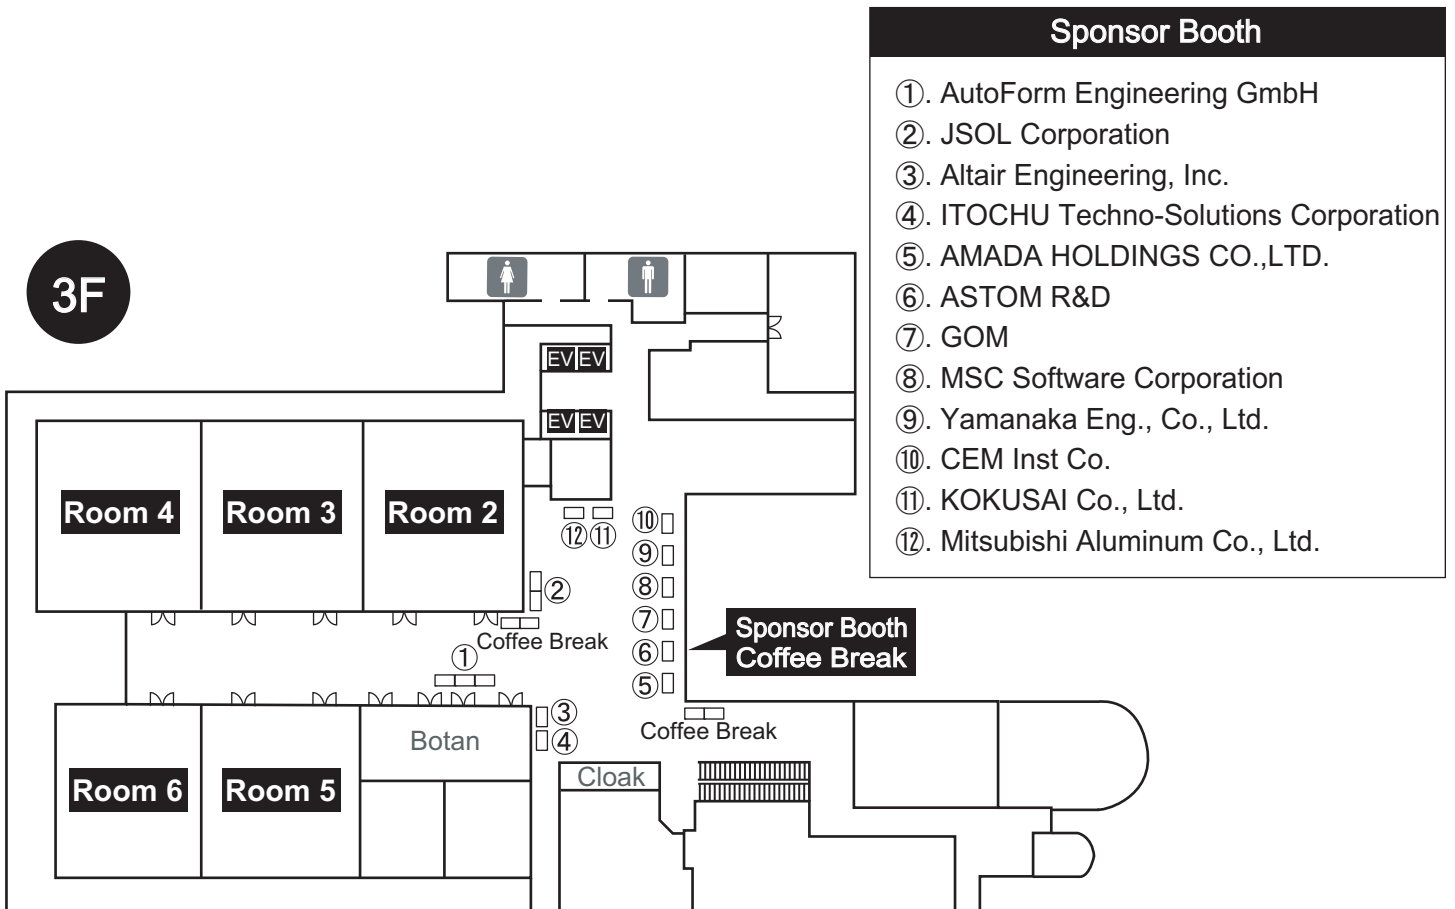 Sponsor Booth
①. AutoForm Engineering GmbH
②. JSOL Corporation
③. Altair Engineering, Inc.
④. ITOCHU Techno-Solutions Corporation
⑤. AMADA HOLDINGS CO.,LTD.
⑥. ASTOM R&D
⑦. GOM
⑧. MSC Software Corporation
⑨. Yamanaka Eng., Co., Ltd.
⑩. CEM Inst Co.
⑪. KOKUSAI Co., Ltd.
⑫. Mitsubishi Aluminum Co., Ltd.
3F
EV EV
EV EV
Room 4
Room 3
Room 2
⑫ ⑪
⑩
⑨
⑧
②
⑦
Sponsor Booth
Coffee Break
Coffee Break
①
⑥
⑤
③
④
Coffee Break
Botan
Cloak
Room 6
Room 5